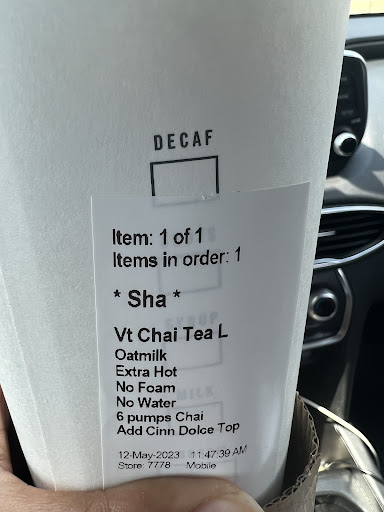 DECAF
Item: 1 of 1
Items in order: 1
* Sha *
Vt Chai Tea L
Oatmilk
Extra Hot
No Foam
No Water
6 pumps Chai
Add Cinn Dolce Top
12-May-2023 11:47:39 AM
Store: 7778 Mobile